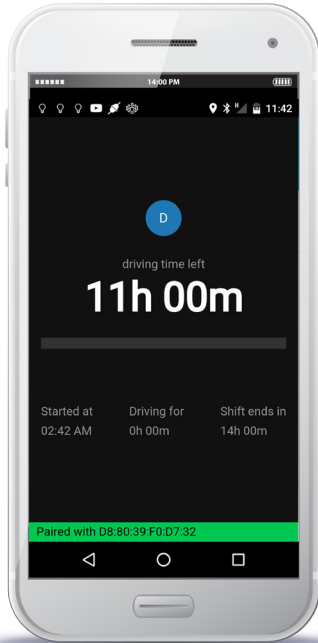 14:00 PM
H 11:42
D
driving time left
11h 00m
Started at Driving for Shift ends in
02:42 AM 0h 00m 14h 00m
Paired with D8:80:39:F0:D7:32